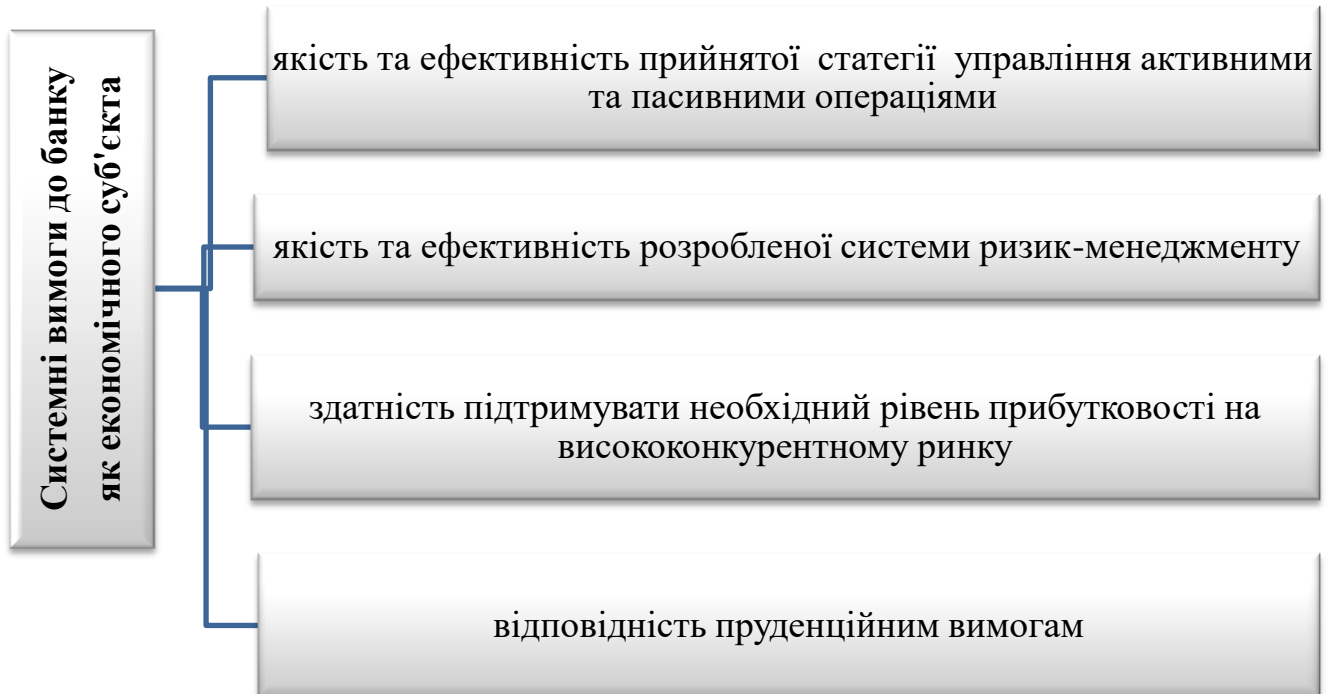 Системні вимоги до банку
як економічного суб'єкта
якість та ефективність прийнятої статегії управління активними
та пасивними операціями
якість та ефективність розробленої системи ризик-менеджменту
здатність підтримувати необхідний рівень прибутковості на
висококонкурентному ринку
відповідність пруденційним вимогам